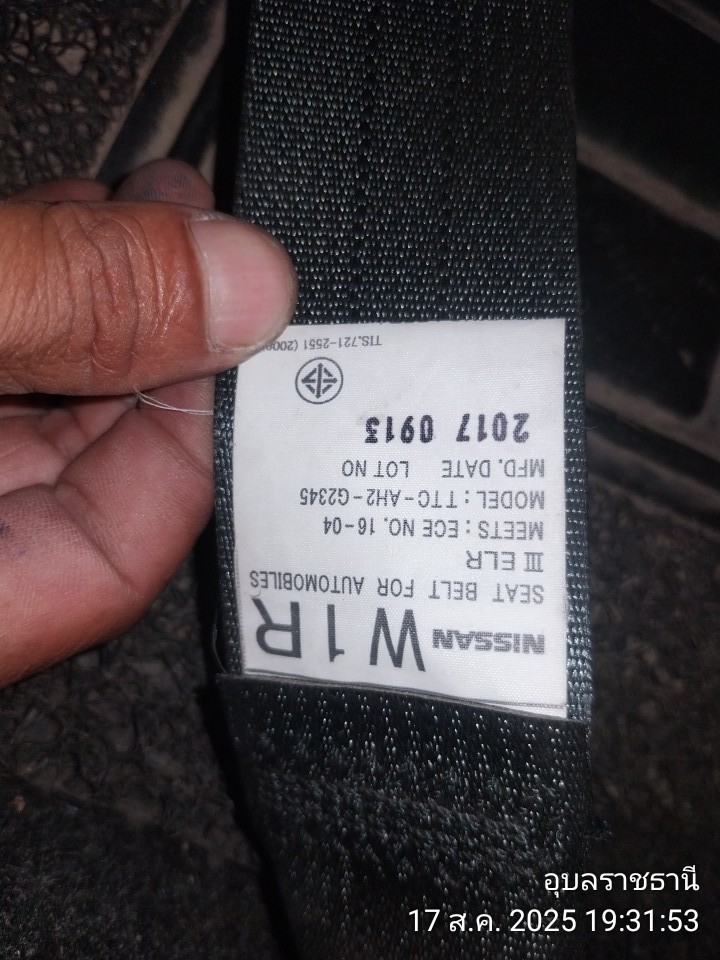 NISSAN W1R
SEAT BELT FOR AUTOMOBILES
III ELR
MEETS : ECE NO. 16-04
MODEL : TTC-AH2-G2345
MFD. DATE LOT NO
2017 0913
TIS.721-2551
อุบลราชธานี
17 ส.ค. 2025 19:31:53